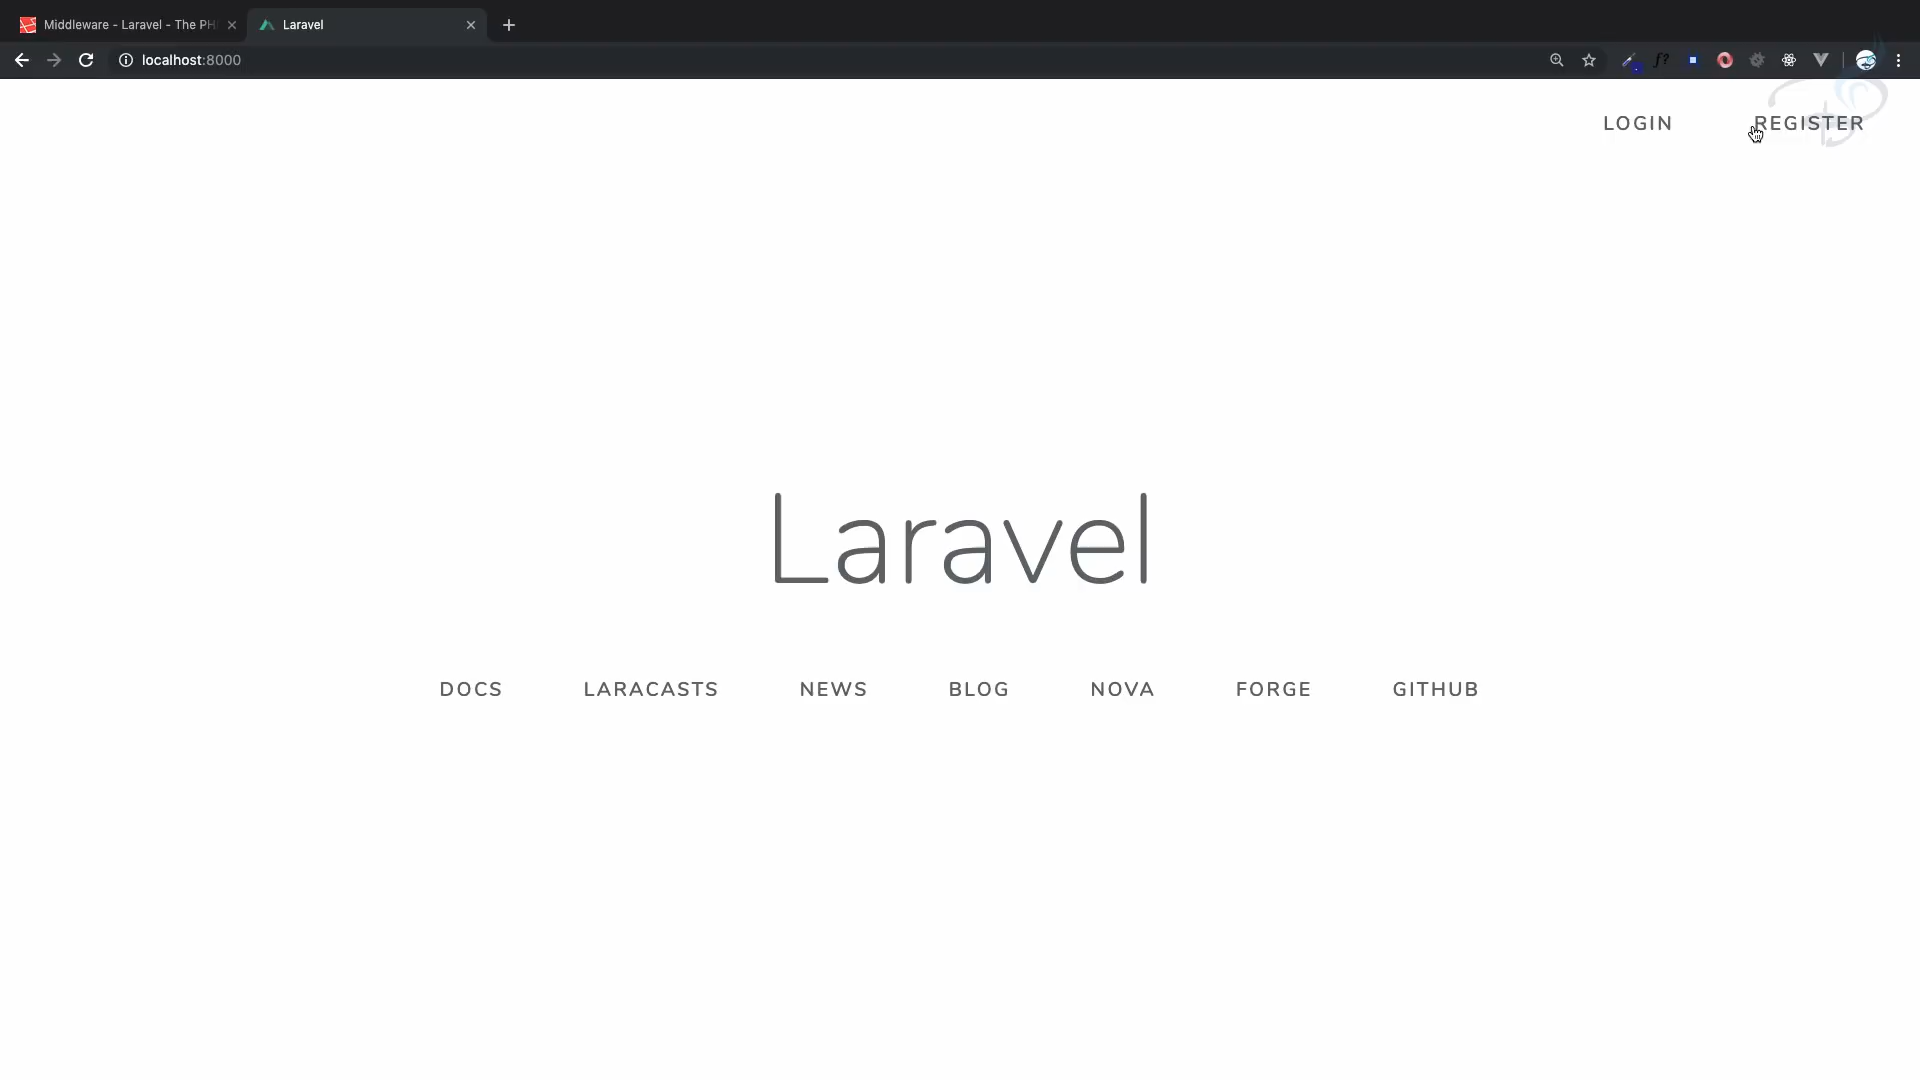 Middleware - Laravel - The PH
Laravel
localhost:8000
LOGIN REGISTER
Laravel
DOCS LARACASTS NEWS BLOG NOVA FORGE GITHUB